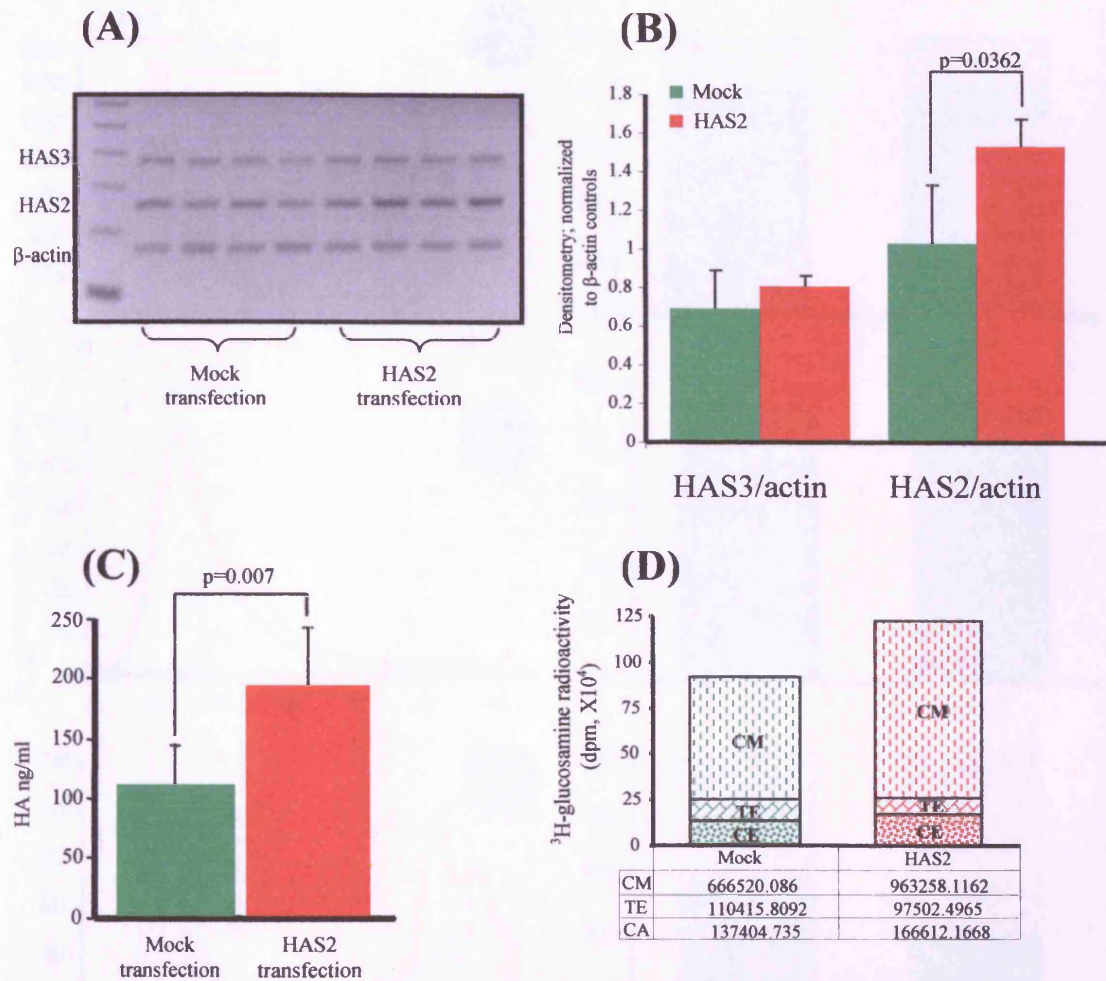 (A)
HAS3
HAS2
β-actin
Mock
transfection
HAS2
transfection
(B)
p=0.0362
Mock
HAS2
Densitometry; normalized
to β-actin controls
1.8
1.6
1.4
1.2
1
0.8
0.6
0.4
0.2
0
HAS3/actin
HAS2/actin
(C)
p=0.007
HA ng/ml
250
200
150
100
50
0
Mock
transfection
HAS2
transfection
(D)
³H-glucosamine radioactivity
(dpm, X10⁴)
125
100
75
50
25
0
CM
TE
CE
CM
TE
CE
Mock HAS2
CM 666520.086 963258.1162
TE 110415.8092 97502.4965
CA 137404.735 166612.1668